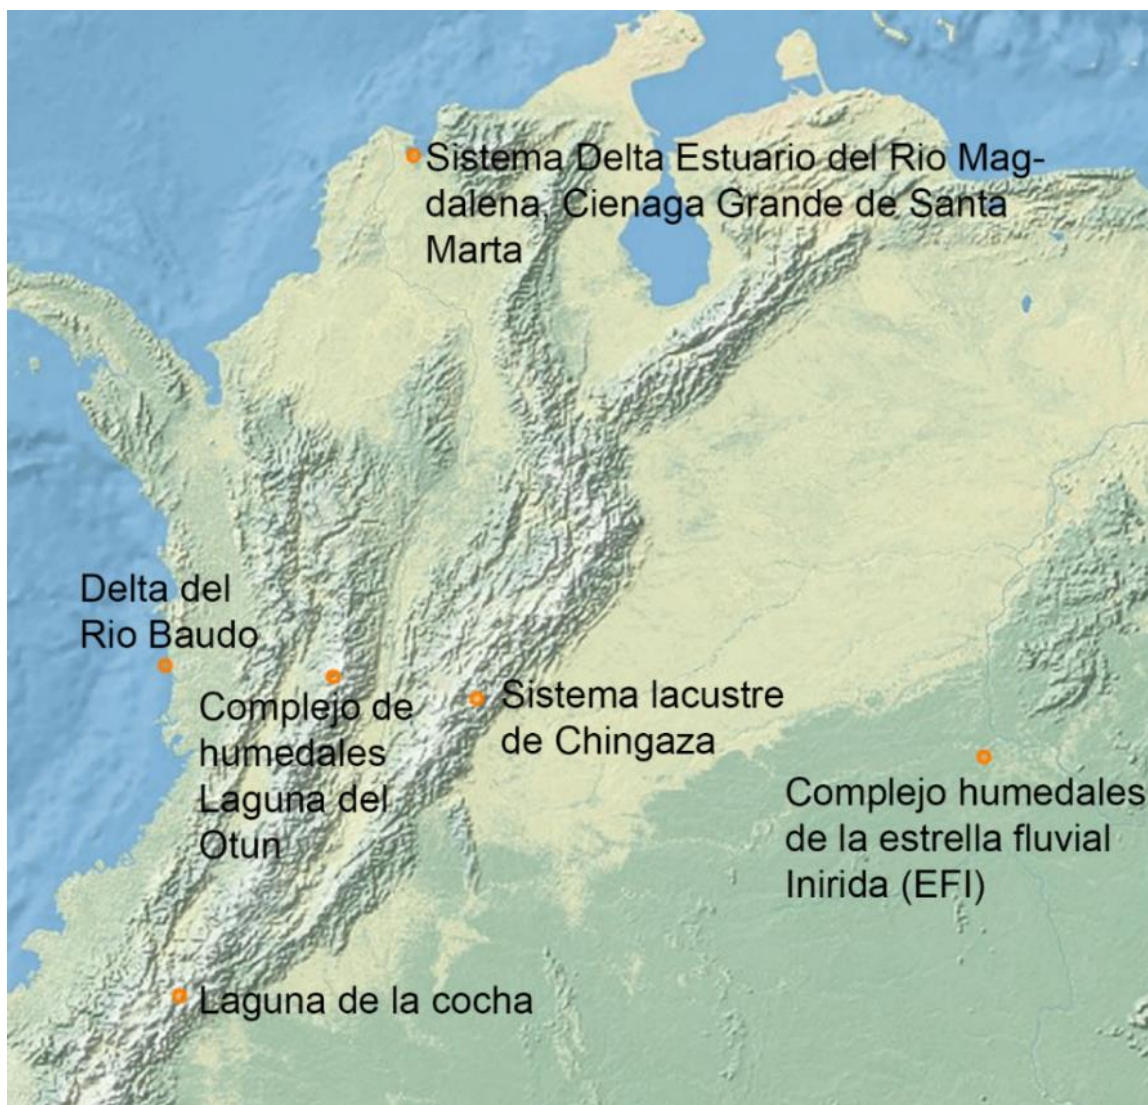 Sistema Delta Estuario del Rio Mag-
dalena, Cienaga Grande de Santa
Marta
Delta del
Rio Baudo
Complejo de
humedales
Laguna del
Otun
Sistema lacustre
de Chingaza
Complejo humedales
de la estrella fluvial
Inirida (EFI)
Laguna de la cocha